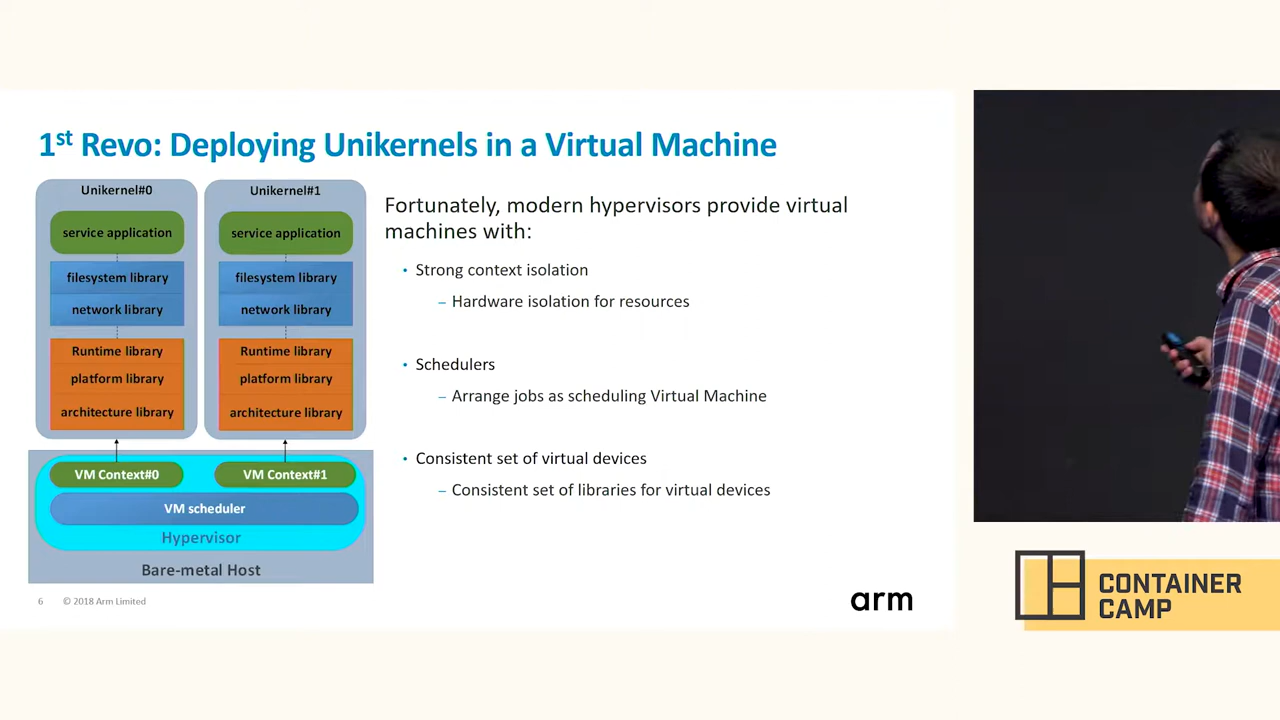 1st Revo: Deploying Unikernels in a Virtual Machine
Unikernel#0
service application
filesystem library
network library
Runtime library
platform library
architecture library
Unikernel#1
service application
filesystem library
network library
Runtime library
platform library
architecture library
VM Context#0
VM Context#1
VM scheduler
Hypervisor
Bare-metal Host
Fortunately, modern hypervisors provide virtual
machines with:
• Strong context isolation
– Hardware isolation for resources
• Schedulers
– Arrange jobs as scheduling Virtual Machine
• Consistent set of virtual devices
– Consistent set of libraries for virtual devices
6 © 2018 Arm Limited
arm
CONTAINER
CAMP